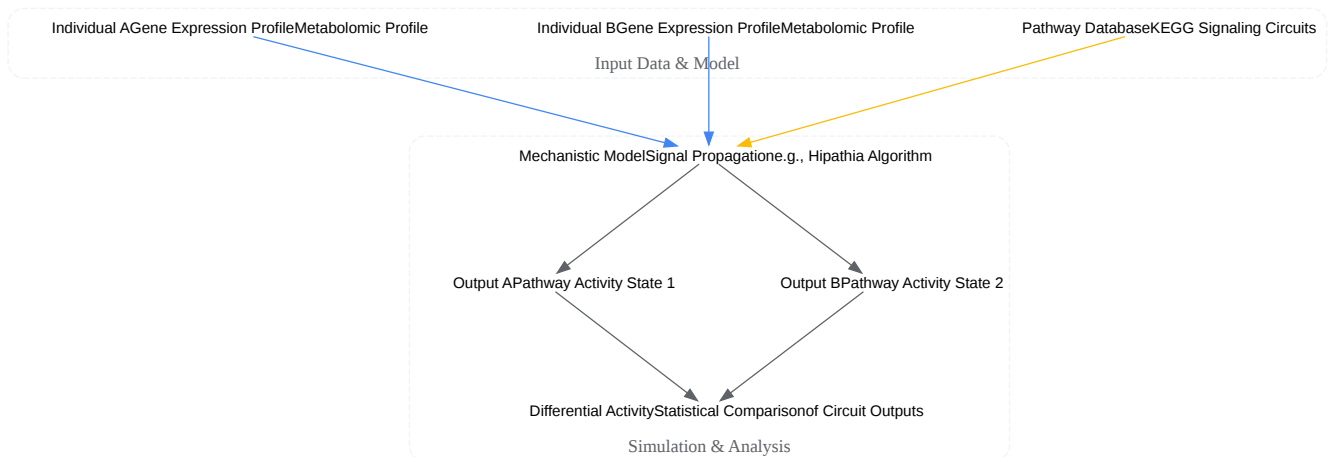 Individual AGene Expression ProfileMetabolomic Profile
Individual BGene Expression ProfileMetabolomic Profile
Pathway DatabaseKEGG Signaling Circuits
Input Data & Model
Mechanistic ModelSignal Propagatione.g., Hipathia Algorithm
Output APathway Activity State 1
Output BPathway Activity State 2
Differential ActivityStatistical Comparisonof Circuit Outputs
Simulation & Analysis